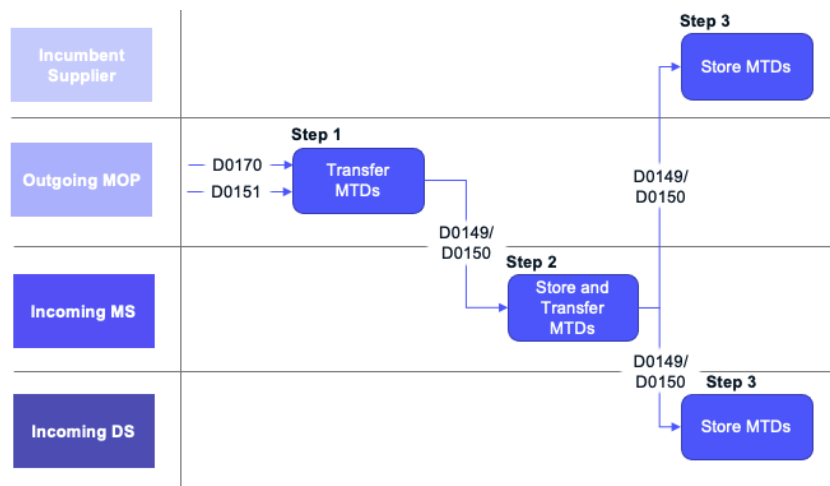 Step 3
Incumbent
Supplier
Store MTDs
Step 1
D0170
D0151
Transfer
MTDs
Outgoing MOP
D0149/
D0150
D0149/
D0150
Step 2
Incoming MS
Store and
Transfer
MTDs
D0149/
D0150
Step 3
Incoming DS
Store MTDs